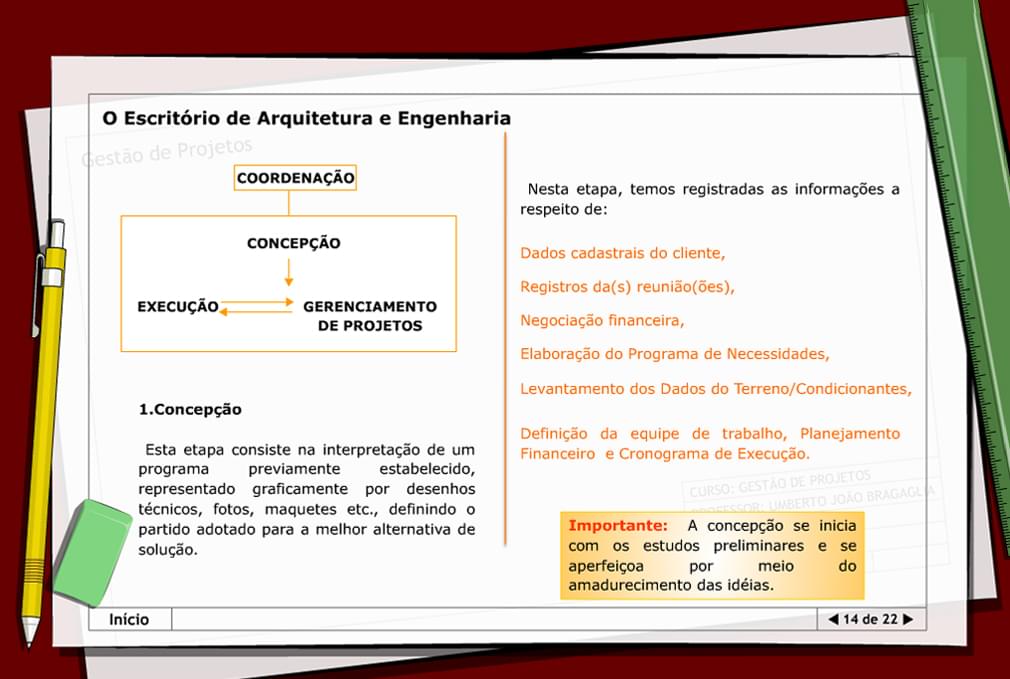 O Escritório de Arquitetura e Engenharia
Gestão de Projetos
COORDENAÇÃO
CONCEPÇÃO
EXECUÇÃO
GERENCIAMENTO
DE PROJETOS
1.Concepção
Esta etapa consiste na interpretação de um
programa previamente estabelecido,
representado graficamente por desenhos
técnicos, fotos, maquetes etc., definindo o
partido adotado para a melhor alternativa de
solução.
Nesta etapa, temos registradas as informações a
respeito de:
Dados cadastrais do cliente,
Registros da(s) reunião(ões),
Negociação financeira,
Elaboração do Programa de Necessidades,
Levantamento dos Dados do Terreno/Condicionantes,
Definição da equipe de trabalho, Planejamento
Financeiro e Cronograma de Execução.
CURSO: GESTÃO DE PROJETOS
PROFESSOR: UMBERTO JOÃO BRAGAGLIA
Importante: A concepção se inicia
com os estudos preliminares e se
aperfeiçoa por meio do
amadurecimento das idéias.
Início
14 de 22